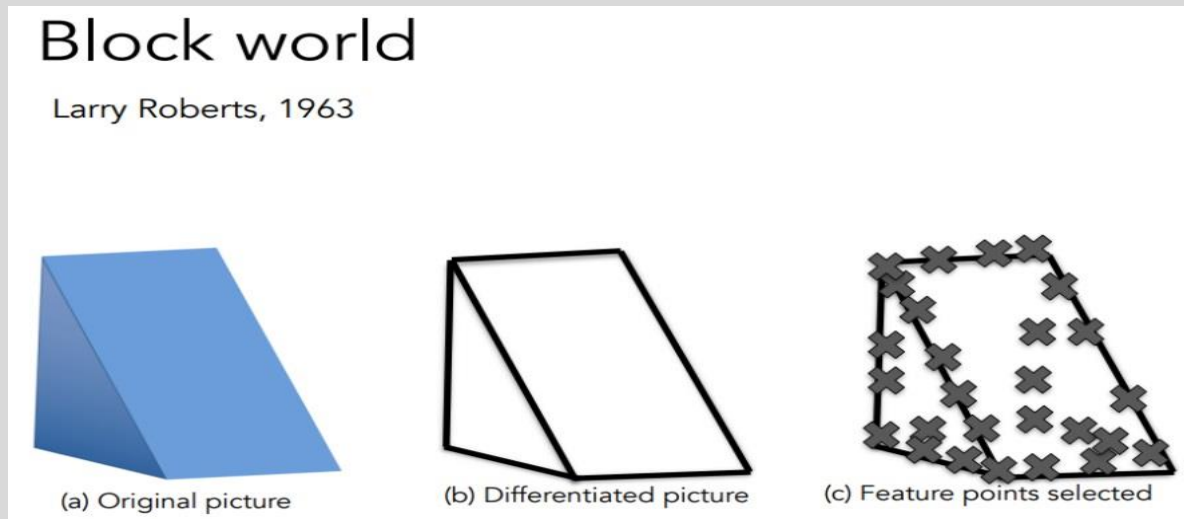 Block world
Larry Roberts, 1963
(a) Original picture
(b) Differentiated picture
(c) Feature points selected